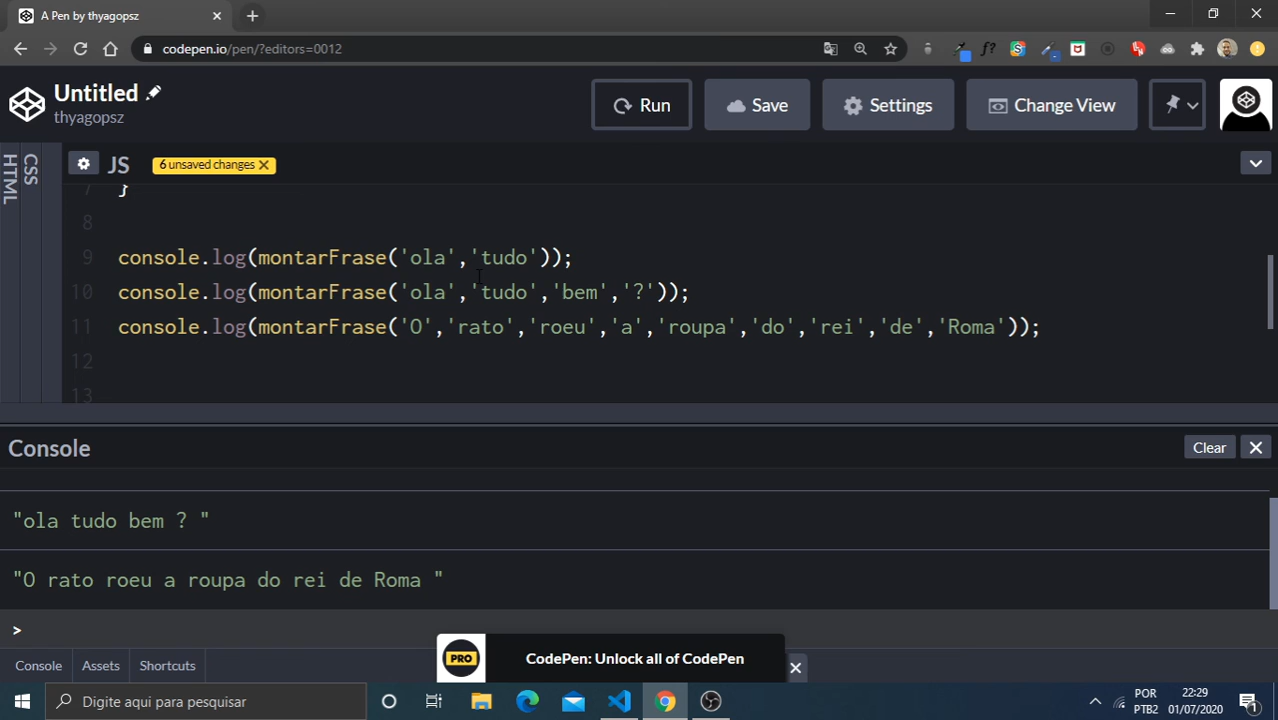 A Pen by thyagopsz
codepen.io/pen/?editors=0012
Untitled
thyagopsz
Run
Save
Settings
Change View
HTML
CSS
JS
6 unsaved changes X
7 }
8
9 console.log(montarFrase('ola','tudo'));
10 console.log(montarFrase('ola','tudo','bem','?'));
11 console.log(montarFrase('O','rato','roeu','a','roupa','do','rei','de','Roma'));
12
13
Console
Clear
"ola tudo bem ? "
"O rato roeu a roupa do rei de Roma "
>
PRO
CodePen: Unlock all of CodePen
Console Assets Shortcuts
Digite aqui para pesquisar
POR
PTB2
22:29
01/07/2020
1